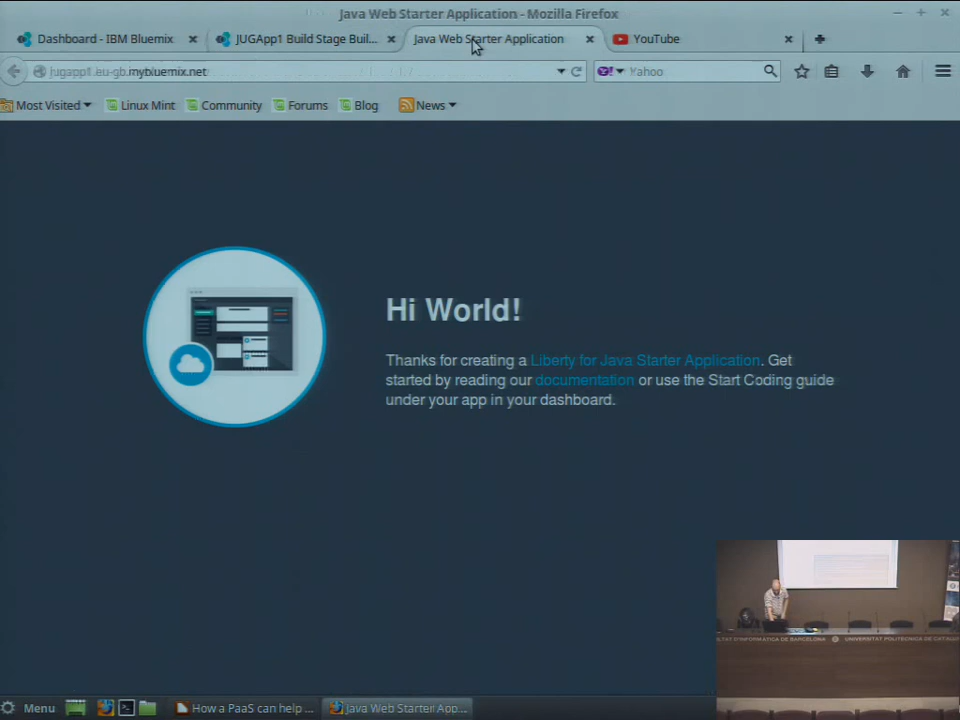 Java Web Starter Application - Mozilla Firefox
Dashboard - IBM Bluemix
JUGApp1 Build Stage Buil...
Java Web Starter Application
YouTube
jugapp1.eu-gb.mybluemix.net
Yahoo
Most Visited
Linux Mint
Community
Forums
Blog
News
Hi World!
Thanks for creating a Liberty for Java Starter Application. Get
started by reading our documentation or use the Start Coding guide
under your app in your dashboard.
UNIVERSITAT POLITÈCNICA DE
Menu
How a PaaS can help ...
Java Web Starter App...